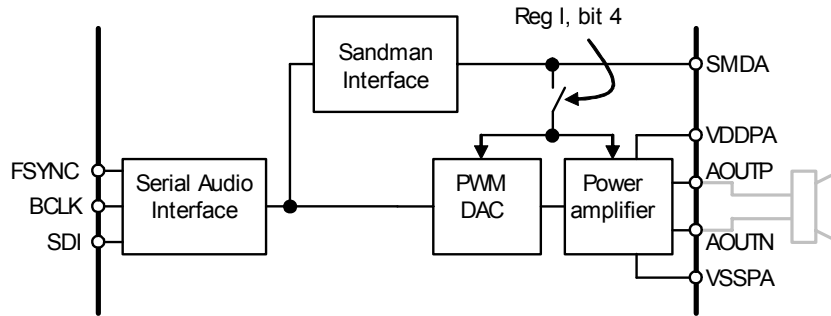 Reg I, bit 4
Sandman
Interface
SMDA
VDDPA
FSYNC
BCLK
SDI
Serial Audio
Interface
PWM
DAC
Power
amplifier
AOUTP
AOUTN
VSSPA